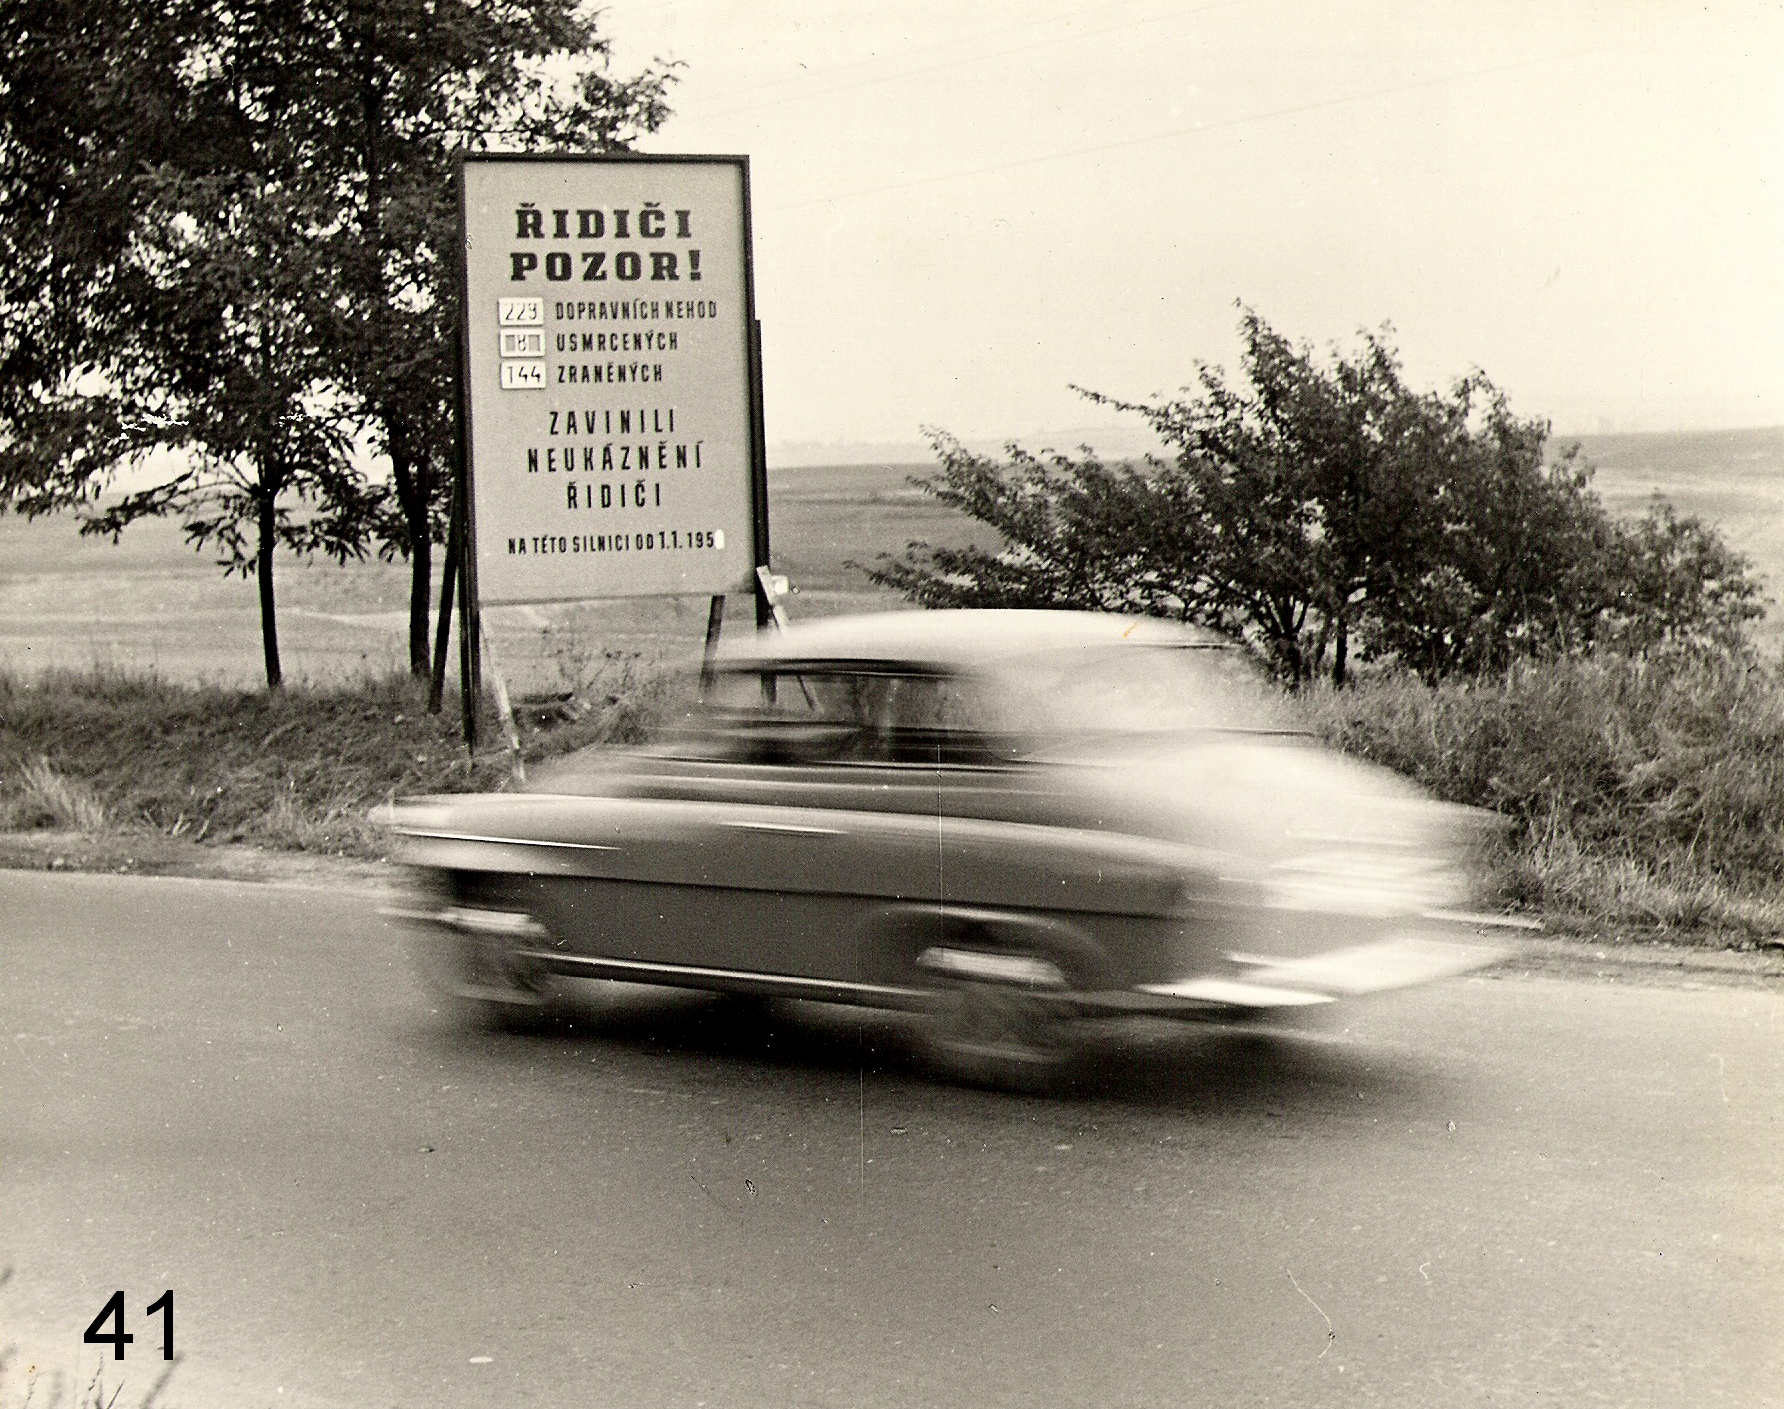 ŘIDIČI
POZOR!
223 DOPRAVNÍCH NEHOD
8 USMRCENÝCH
144 ZRANĚNÝCH
ZAVINILI
NEUKÁZNĚNÍ
ŘIDIČI
NA TÉTO SILNICI OD 1.1.195
41